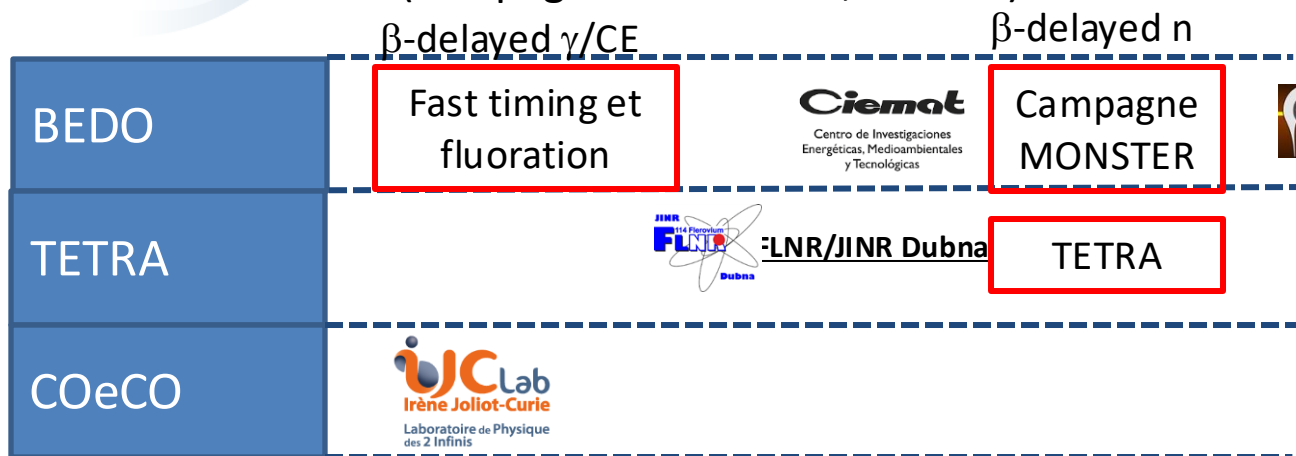 β-delayed γ/CE
β-delayed n
BEDO
Fast timing et
fluoration
Ciemat
Centro de Investigaciones
Energéticas, Medioambientales
y Tecnológicas
Campagne
MONSTER
TETRA
JINR
114 Flerovium
FLNR
Dubna
FLNR/JINR Dubna
TETRA
COeCO
iJCLab
Irène Joliot-Curie
Laboratoire de Physique
des 2 Infinis